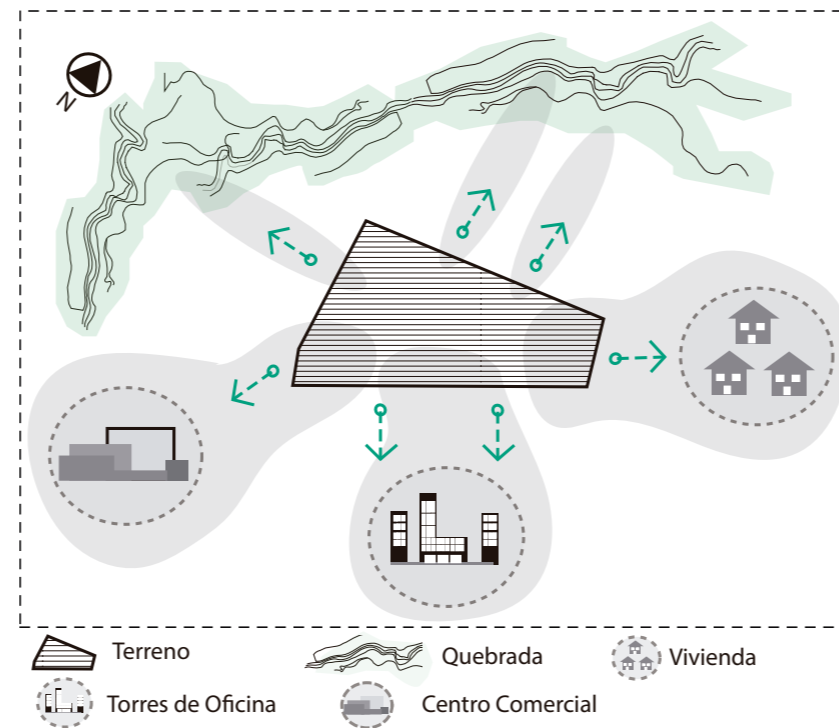 N
Terreno
Quebrada
Vivienda
Torres de Oficina
Centro Comercial